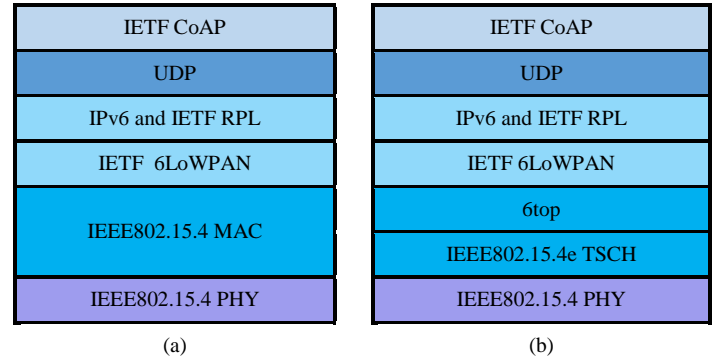 IETF CoAP
UDP
IPv6 and IETF RPL
IETF 6LoWPAN
IEEE802.15.4 MAC
IEEE802.15.4 PHY
(a)
IETF CoAP
UDP
IPv6 and IETF RPL
IETF 6LoWPAN
6top
IEEE802.15.4e TSCH
IEEE802.15.4 PHY
(b)